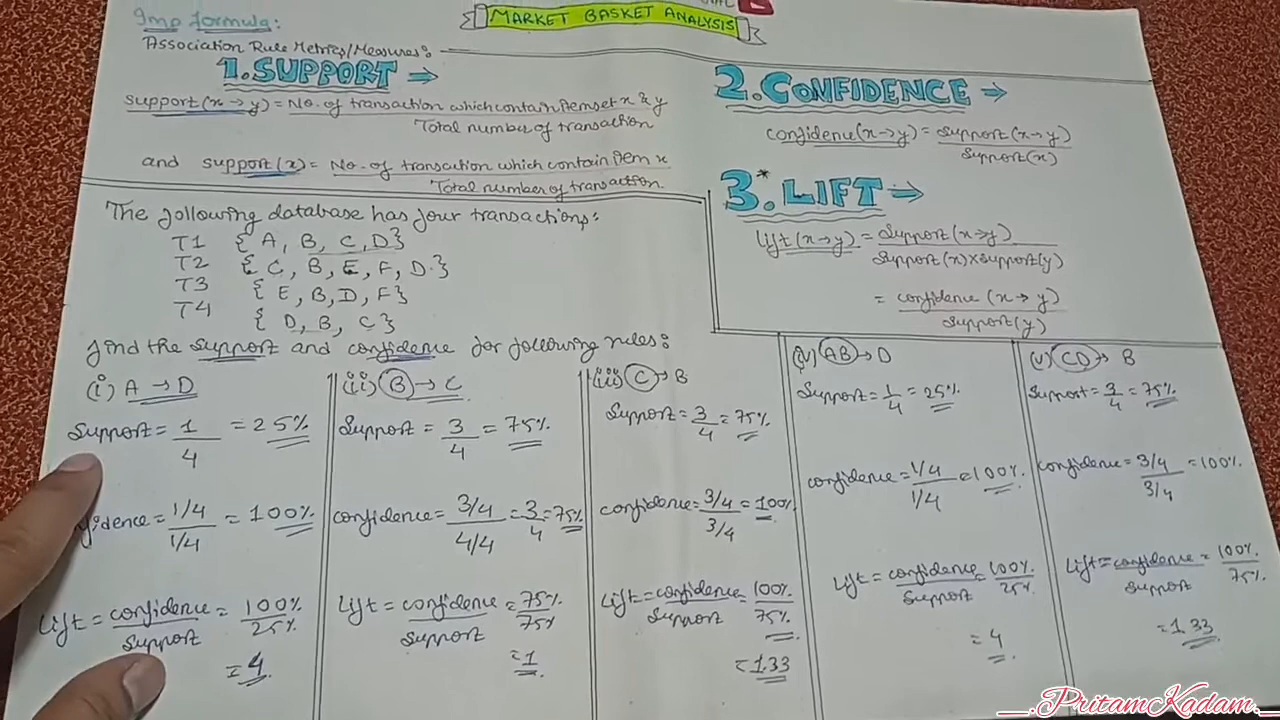 MARKET BASKET ANALYSIS
Imp formula:
Association Rule Metrics/Measures:
1. SUPPORT →
support(x→y) = No. of transaction which contain itemset x & y
Total number of transaction
and support(x) = No. of transaction which contain item x
Total number of transaction.
2. CONFIDENCE →
confidence(x→y) = support(x→y)
support(x)
3.* LIFT →
Lift(x→y) = support(x→y)
support(x) x support(y)
= confidence (x→y)
support(y)
The following database has four transactions:
T1 { A, B, C, D}
T2 { C, B, E, F, D.}
T3 { E, B, D, F}
T4 { D, B, C}
find the support and confidence for following rules:
(i) A → D
support = 1 = 25%
4
confidence = 1/4 = 100%
1/4
Lift = confidence = 100%
support 25%
= 4
(ii) B → C
support = 3 = 75%
4
confidence = 3/4 = 3 = 75%
4/4 4
Lift = confidence = 75%
support 75%
= 1
(iii) C → B
support = 3 = 75%
4
confidence = 3/4 = 100%
3/4
Lift = confidence = 100%
support 75%
= 1.33
(iv) AB → D
support = 1 = 25%
4
confidence = 1/4 = 100%
1/4
Lift = confidence = 100%
support 25%
= 4
(v) CD → B
support = 3 = 75%
4
confidence = 3/4 = 100%
3/4
Lift = confidence = 100%
support 75%
= 1.33
__.PritamKadam.__